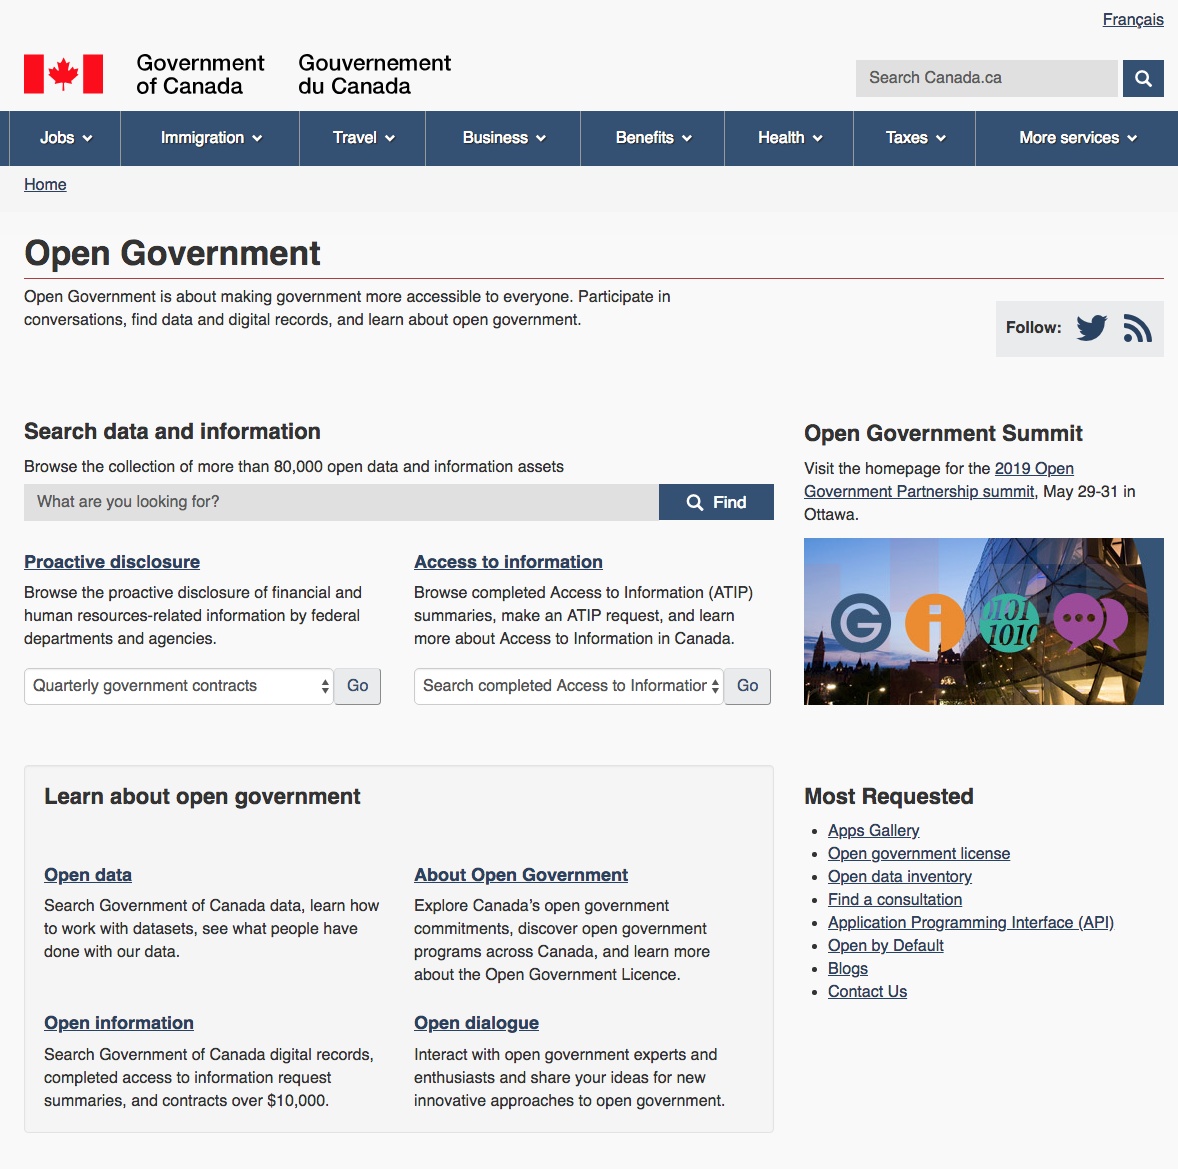 Français
Government
of Canada
Gouvernement
du Canada
Search Canada.ca
Jobs
Immigration
Travel
Business
Benefits
Health
Taxes
More services
Home
Open Government
Open Government is about making government more accessible to everyone. Participate in
conversations, find data and digital records, and learn about open government.
Follow:
Search data and information
Browse the collection of more than 80,000 open data and information assets
What are you looking for?
Find
Proactive disclosure
Browse the proactive disclosure of financial and
human resources-related information by federal
departments and agencies.
Quarterly government contracts
Go
Access to information
Browse completed Access to Information (ATIP)
summaries, make an ATIP request, and learn
more about Access to Information in Canada.
Search completed Access to Information
Go
Open Government Summit
Visit the homepage for the 2019 Open
Government Partnership summit, May 29-31 in
Ottawa.
G
i
0101
1010
Learn about open government
Open data
Search Government of Canada data, learn how
to work with datasets, see what people have
done with our data.
About Open Government
Explore Canada's open government
commitments, discover open government
programs across Canada, and learn more
about the Open Government Licence.
Open information
Search Government of Canada digital records,
completed access to information request
summaries, and contracts over $10,000.
Open dialogue
Interact with open government experts and
enthusiasts and share your ideas for new
innovative approaches to open government.
Most Requested
Apps Gallery
Open government license
Open data inventory
Find a consultation
Application Programming Interface (API)
Open by Default
Blogs
Contact Us